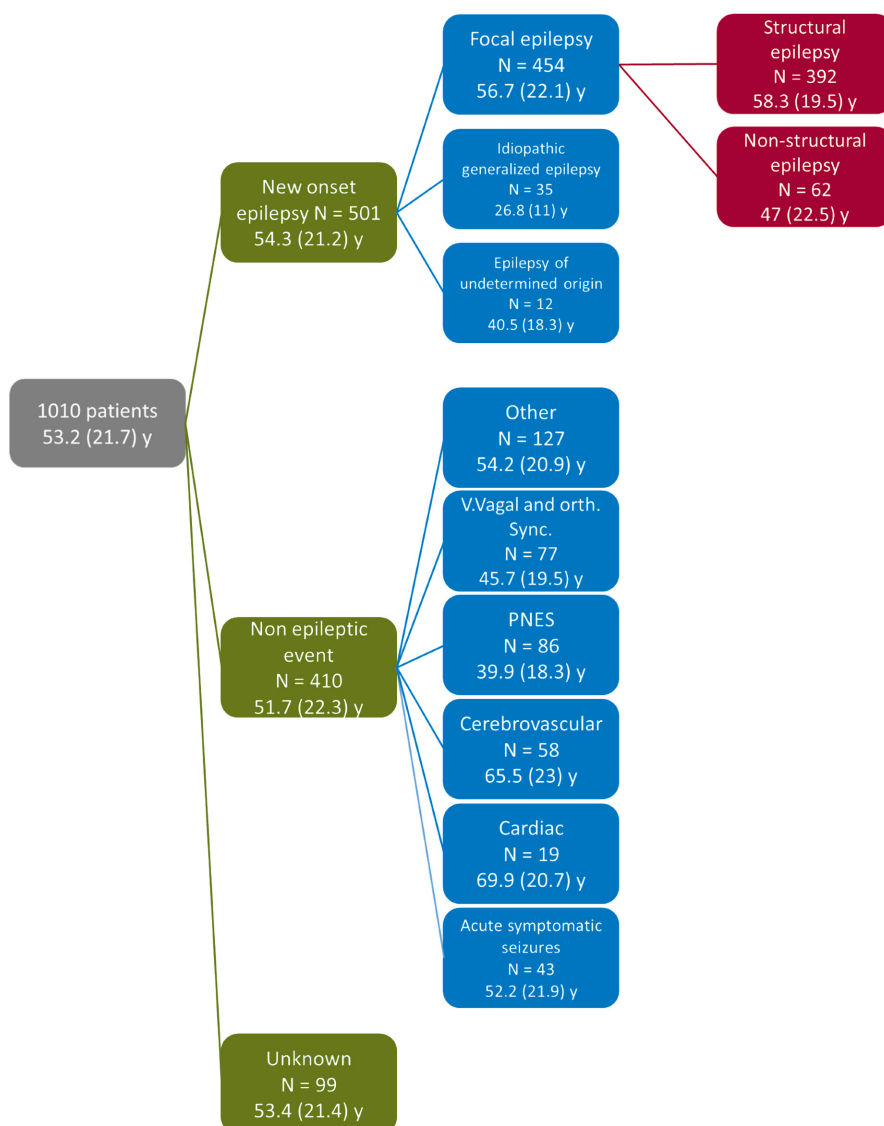 1010 patients
53.2 (21.7) y
New onset
epilepsy N = 501
54.3 (21.2) y
Focal epilepsy
N = 454
56.7 (22.1) y
Structural
epilepsy
N = 392
58.3 (19.5) y
Non-structural
epilepsy
N = 62
47 (22.5) y
Idiopathic
generalized epilepsy
N = 35
26.8 (11) y
Epilepsy of
undetermined origin
N = 12
40.5 (18.3) y
Non epileptic
event
N = 410
51.7 (22.3) y
Other
N = 127
54.2 (20.9) y
V.Vagal and orth.
Sync.
N = 77
45.7 (19.5) y
PNES
N = 86
39.9 (18.3) y
Cerebrovascular
N = 58
65.5 (23) y
Cardiac
N = 19
69.9 (20.7) y
Acute symptomatic
seizures
N = 43
52.2 (21.9) y
Unknown
N = 99
53.4 (21.4) y